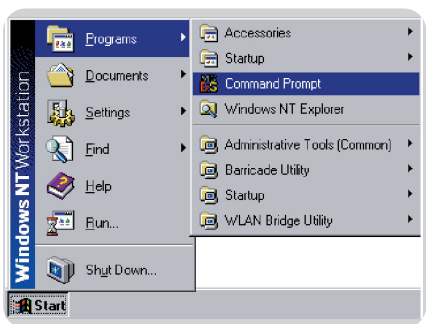 Windows NT Workstation
Programs
Documents
Settings
Find
Help
Run...
Shut Down...
Accessories
Startup
Command Prompt
Windows NT Explorer
Administrative Tools (Common)
Barricade Utility
Startup
WLAN Bridge Utility
Start